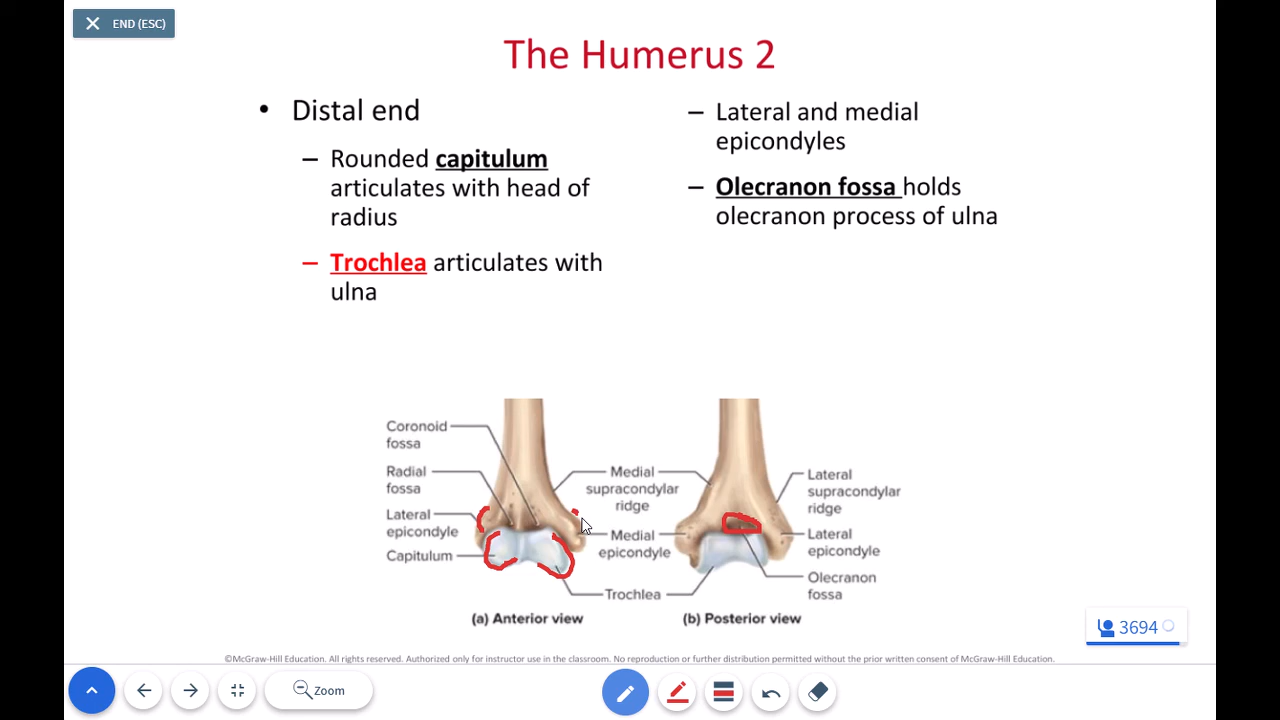 END (ESC)
The Humerus 2
• Distal end
– Rounded capitulum
articulates with head of
radius
– Trochlea articulates with
ulna
– Lateral and medial
epicondyles
– Olecranon fossa holds
olecranon process of ulna
Coronoid
fossa
Radial
fossa
Lateral
epicondyle
Capitulum
Medial
supracondylar
ridge
Medial
epicondyle
Trochlea
Lateral
supracondylar
ridge
Lateral
epicondyle
Olecranon
fossa
(a) Anterior view
(b) Posterior view
3694
©McGraw-Hill Education. All rights reserved. Authorized only for instructor use in the classroom. No reproduction or further distribution permitted without the prior written consent of McGraw-Hill Education.
Zoom